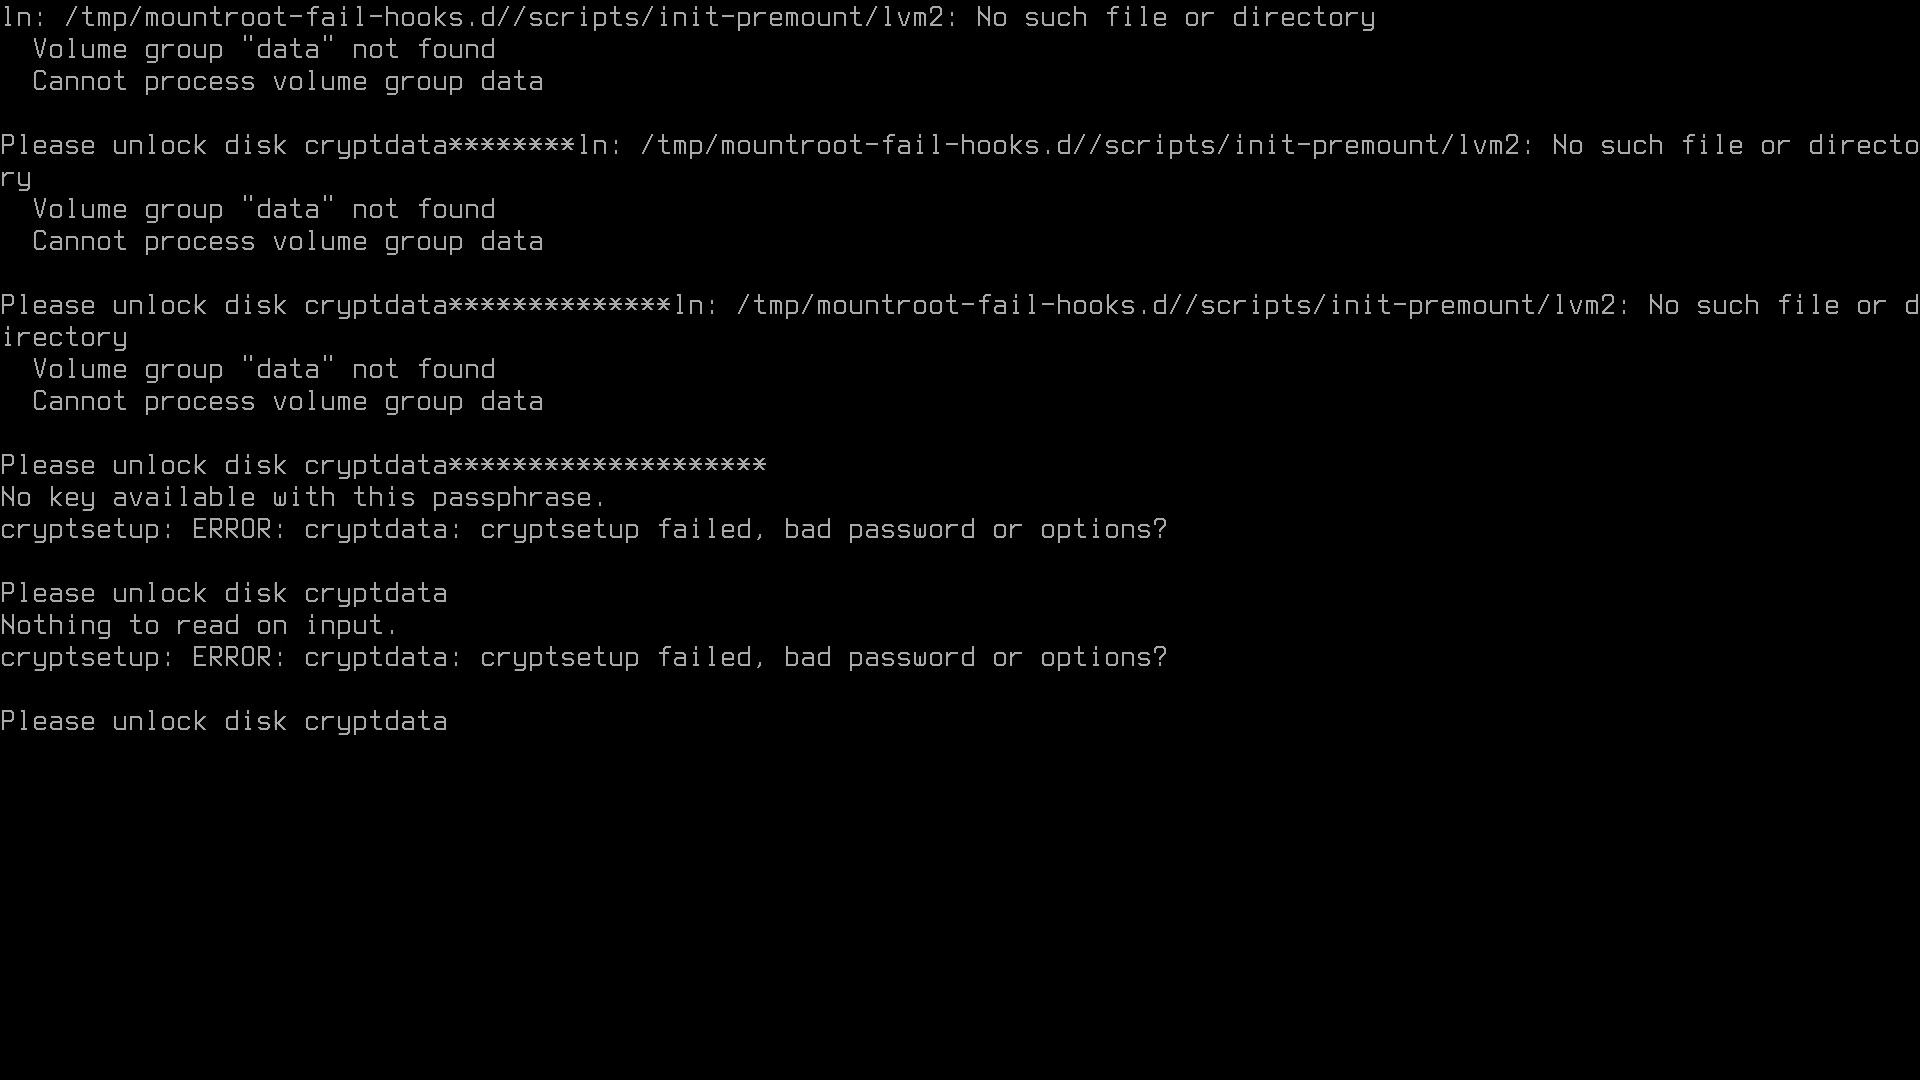 ln: /tmp/mountroot-fail-hooks.d//scripts/init-premount/lvm2: No such file or directory
  Volume group "data" not found
  Cannot process volume group data
Please unlock disk cryptdata********ln: /tmp/mountroot-fail-hooks.d//scripts/init-premount/lvm2: No such file or directo
ry
  Volume group "data" not found
  Cannot process volume group data
Please unlock disk cryptdata**************ln: /tmp/mountroot-fail-hooks.d//scripts/init-premount/lvm2: No such file or d
irectory
  Volume group "data" not found
  Cannot process volume group data
Please unlock disk cryptdata********************
No key available with this passphrase.
cryptsetup: ERROR: cryptdata: cryptsetup failed, bad password or options?
Please unlock disk cryptdata
Nothing to read on input.
cryptsetup: ERROR: cryptdata: cryptsetup failed, bad password or options?
Please unlock disk cryptdata